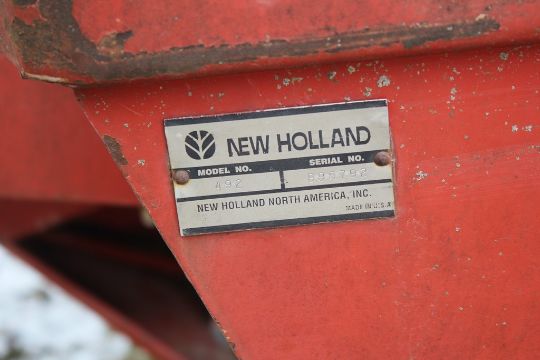 NEW HOLLAND
MODEL NO. SERIAL NO.
492
NEW HOLLAND NORTH AMERICA, INC.
MADE IN U.S.A